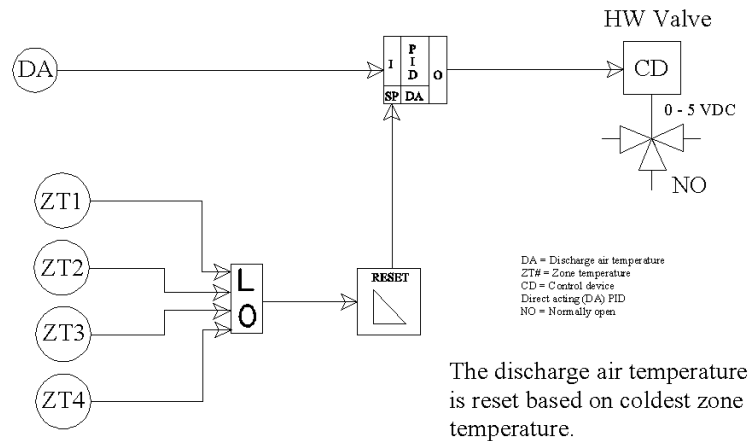 HW Valve
DA
I
PID
O
SP
DA
CD
0 - 5 VDC
NO
ZT1
ZT2
ZT3
ZT4
LO
RESET
DA = Discharge air temperature
ZT# = Zone temperature
CD = Control device
Direct acting (DA) PID
NO = Normally open
The discharge air temperature
is reset based on coldest zone
temperature.